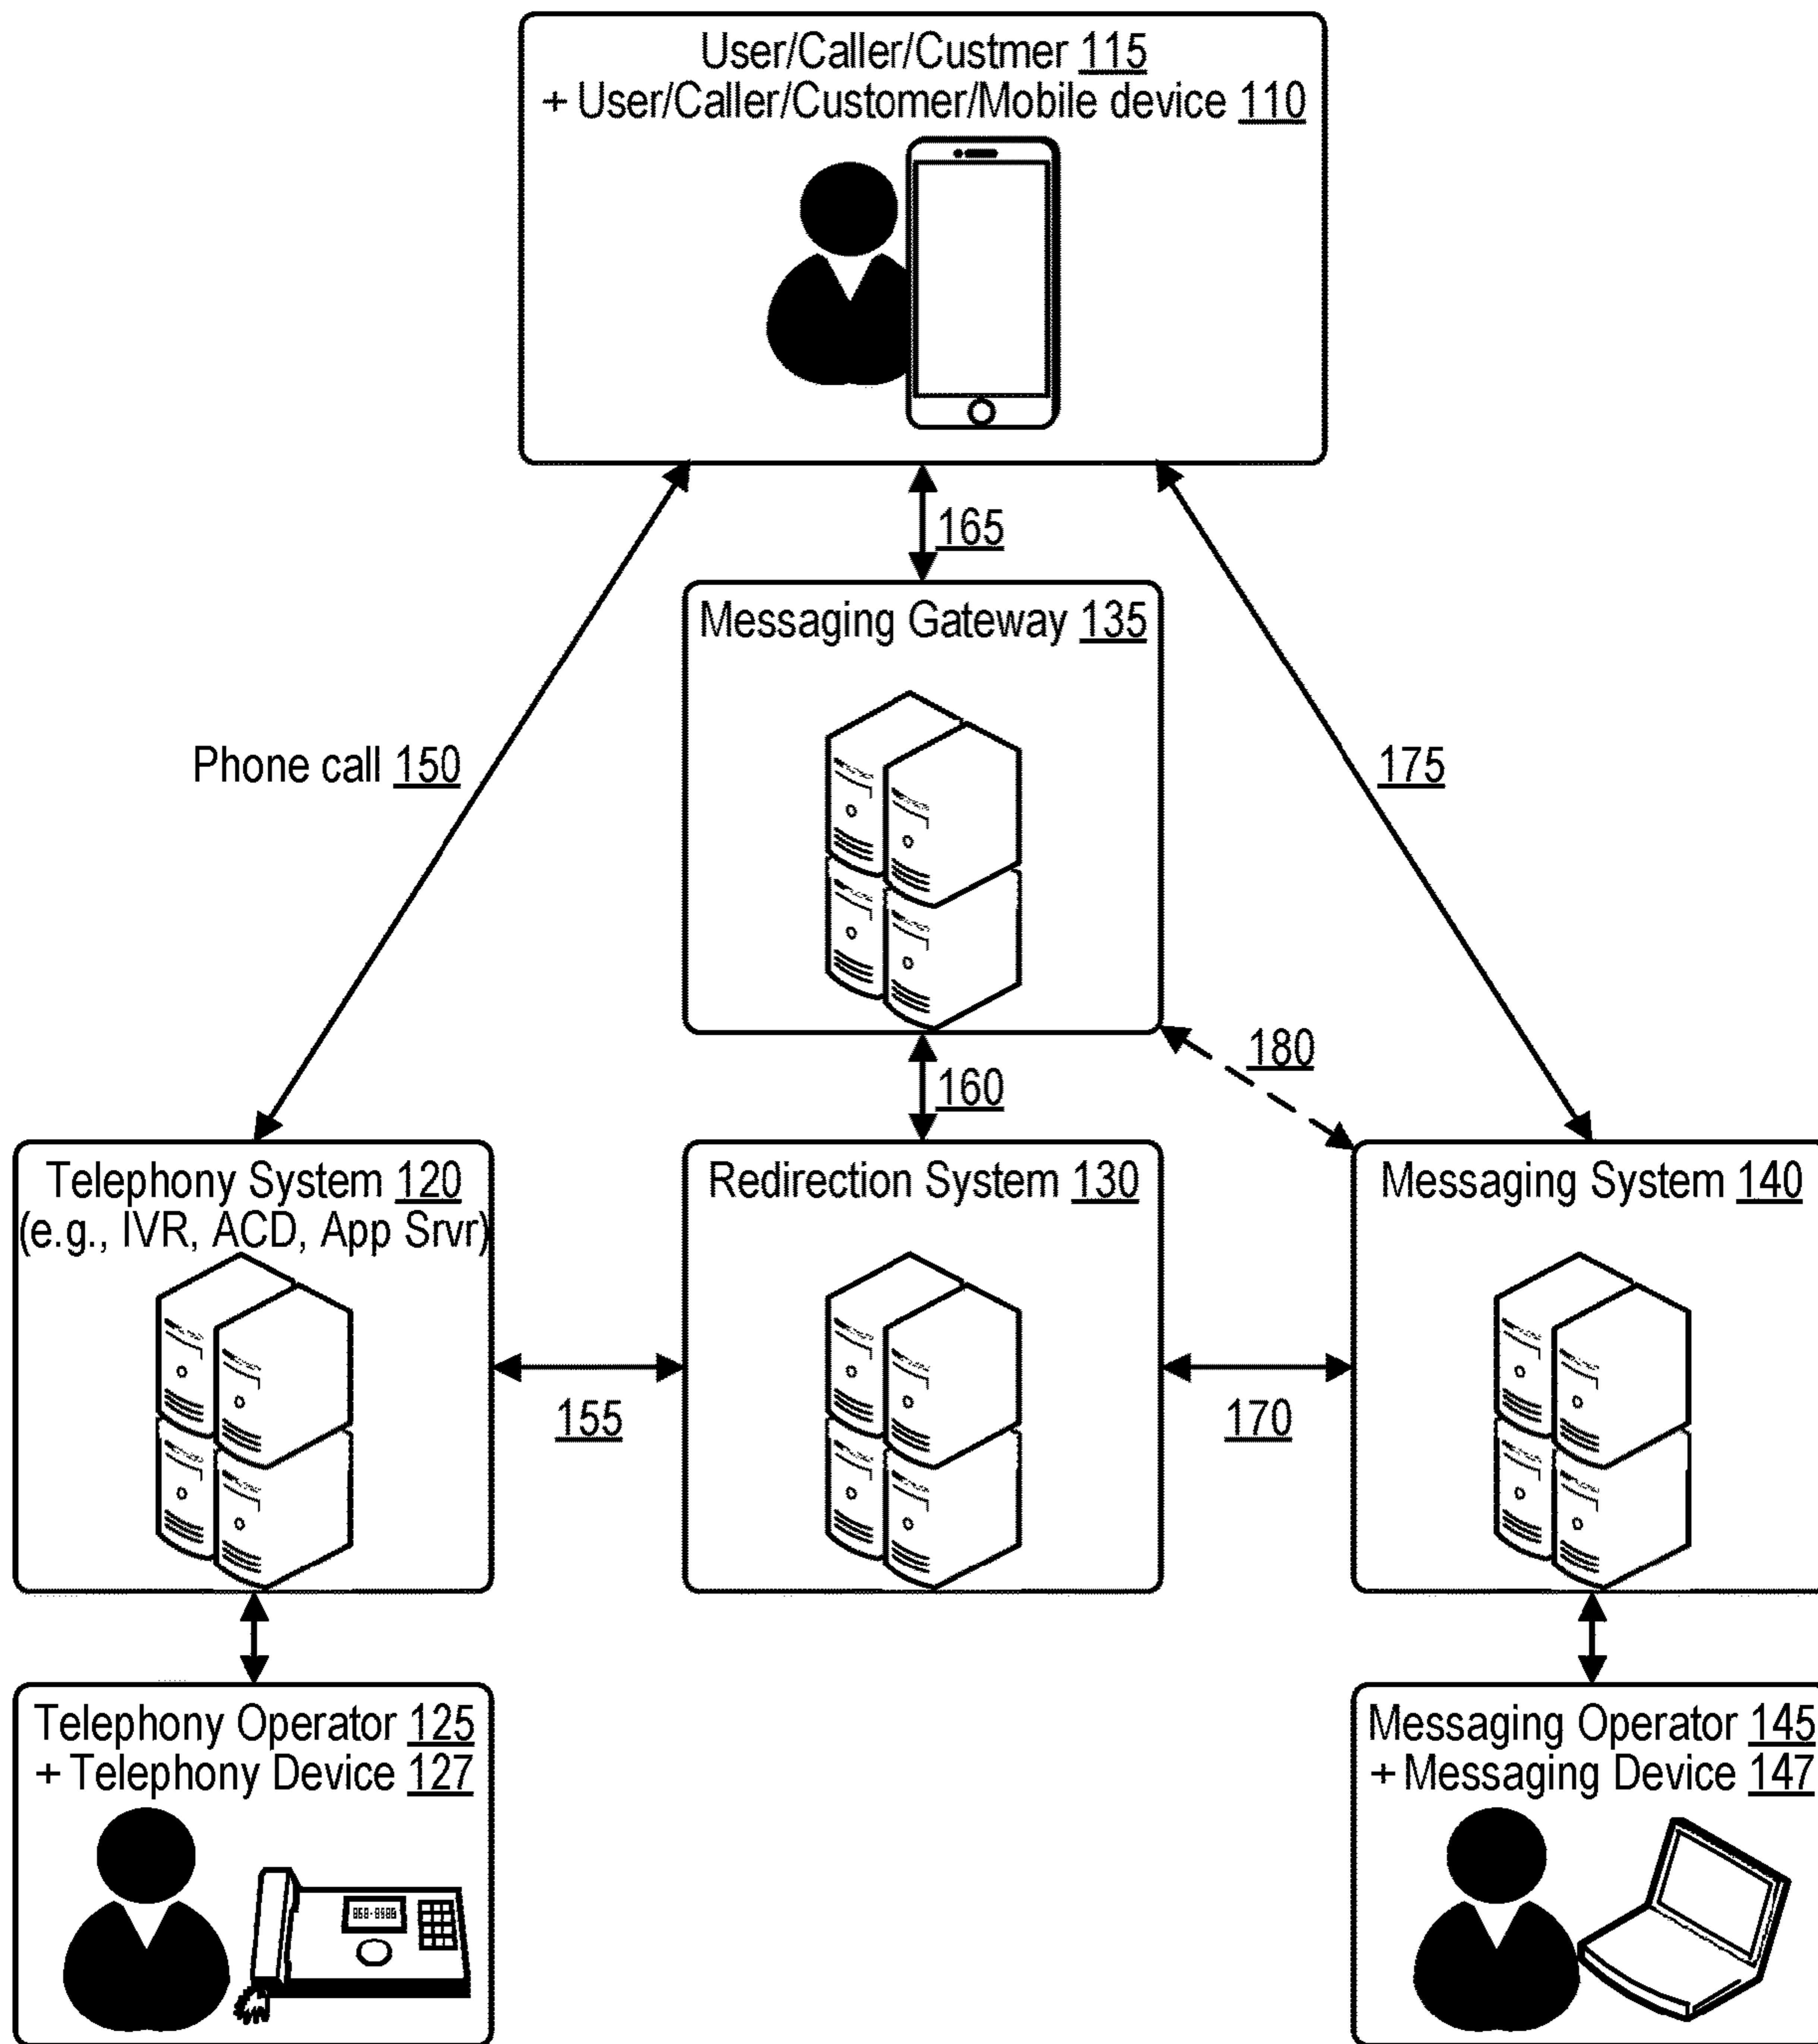 User/Caller/Custmer 115
+ User/Caller/Customer/Mobile device 110
165
Messaging Gateway 135
Phone call 150
175
180
160
Telephony System 120
(e.g., IVR, ACD, App Srvr)
Redirection System 130
Messaging System 140
155
170
Telephony Operator 125
+ Telephony Device 127
Messaging Operator 145
+ Messaging Device 147